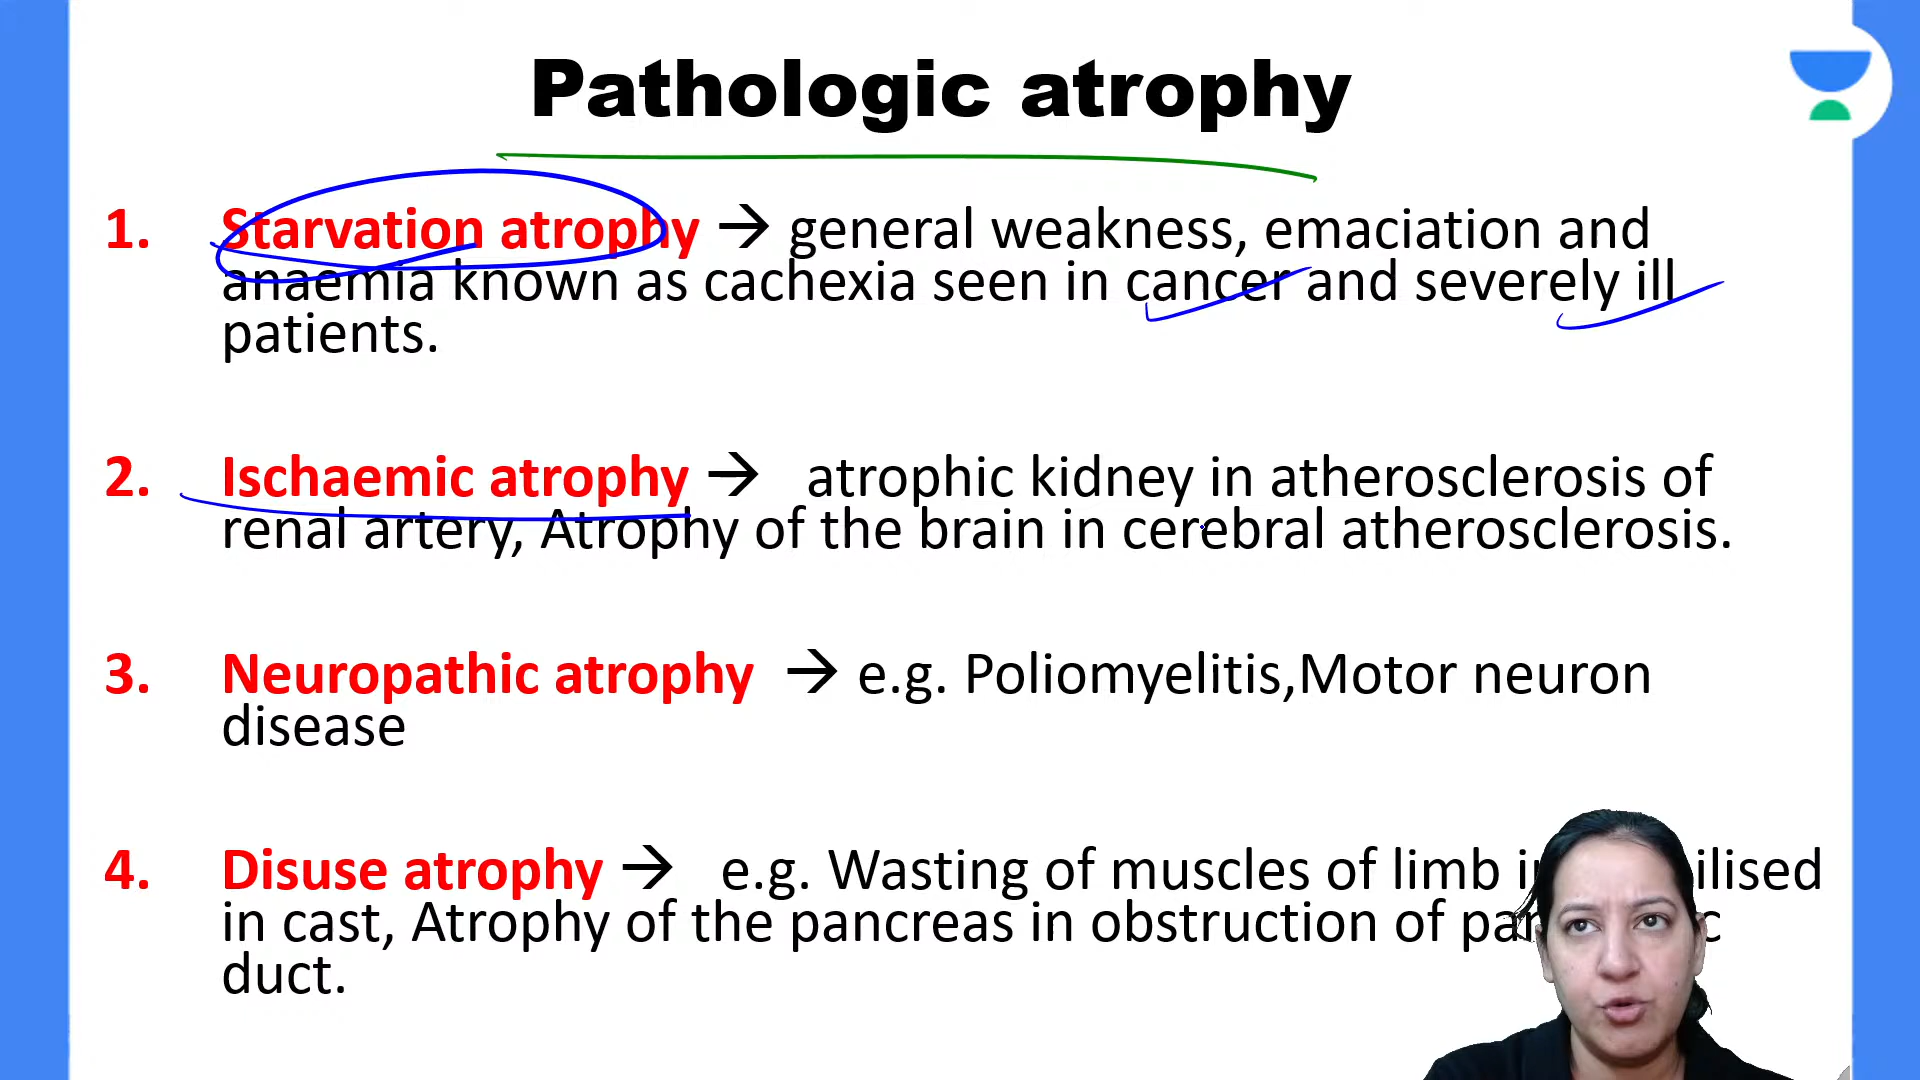 Pathologic atrophy
1. Starvation atrophy → general weakness, emaciation and
anaemia known as cachexia seen in cancer and severely ill
patients.
2. Ischaemic atrophy → atrophic kidney in atherosclerosis of
renal artery, Atrophy of the brain in cerebral atherosclerosis.
3. Neuropathic atrophy → e.g. Poliomyelitis,Motor neuron
disease
4. Disuse atrophy → e.g. Wasting of muscles of limb
in cast, Atrophy of the pancreas in obstruction of
duct.